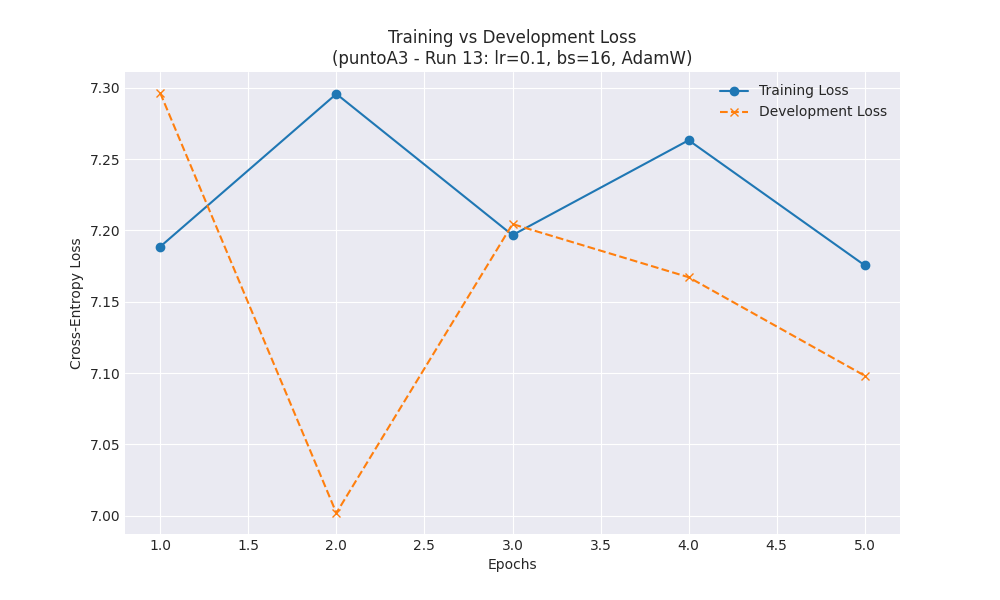 Training vs Development Loss
(puntoA3 - Run 13: lr=0.1, bs=16, AdamW)
Training Loss
Development Loss
7.30
7.25
7.20
7.15
7.10
7.05
7.00
Cross-Entropy Loss
1.0 1.5 2.0 2.5 3.0 3.5 4.0 4.5 5.0
Epochs